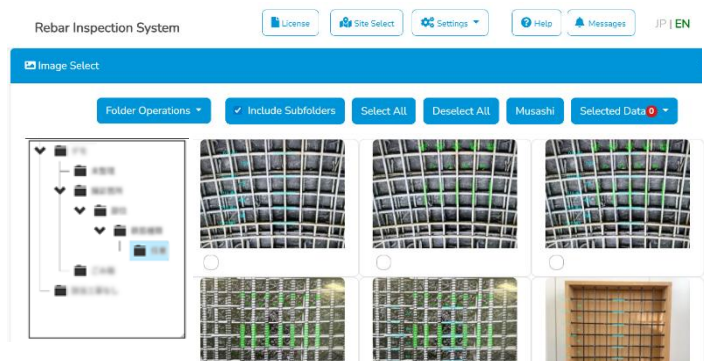 Rebar Inspection System
License
Site Select
Settings
Help
Messages
JP | EN
Image Select
Folder Operations
Include Subfolders
Select All
Deselect All
Musashi
Selected Data 0